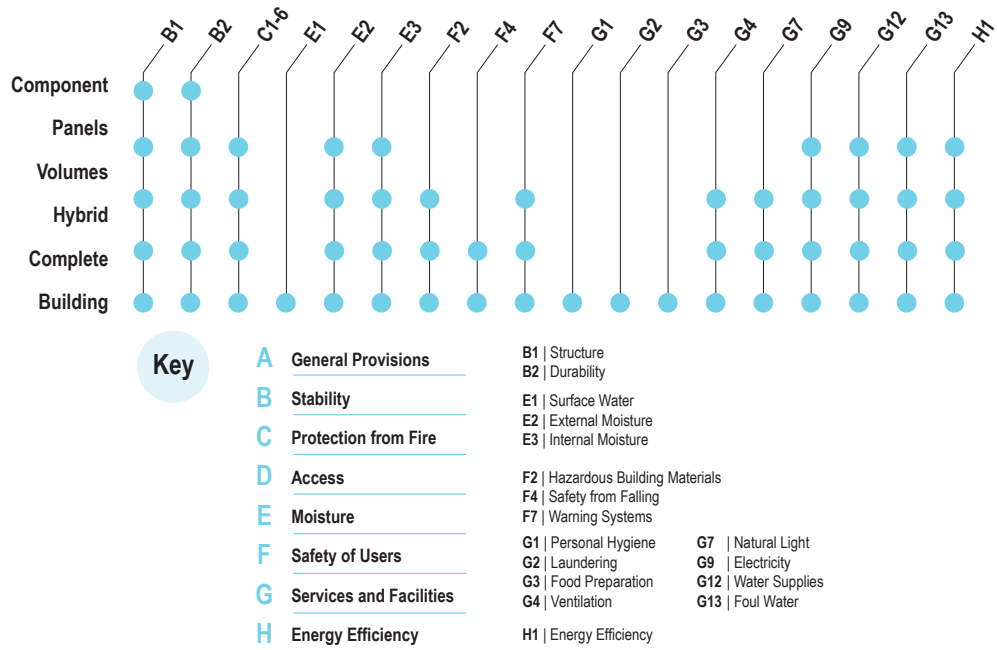 B1 B2 C1-6 E1 E2 E3 F2 F4 F7 G1 G2 G3 G4 G7 G9 G12 G13 H1
Component
Panels
Volumes
Hybrid
Complete
Building
Key
A General Provisions
B Stability
C Protection from Fire
D Access
E Moisture
F Safety of Users
G Services and Facilities
H Energy Efficiency
B1 | Structure
B2 | Durability
E1 | Surface Water
E2 | External Moisture
E3 | Internal Moisture
F2 | Hazardous Building Materials
F4 | Safety from Falling
F7 | Warning Systems
G1 | Personal Hygiene
G2 | Laundering
G3 | Food Preparation
G4 | Ventilation
G7 | Natural Light
G9 | Electricity
G12 | Water Supplies
G13 | Foul Water
H1 | Energy Efficiency